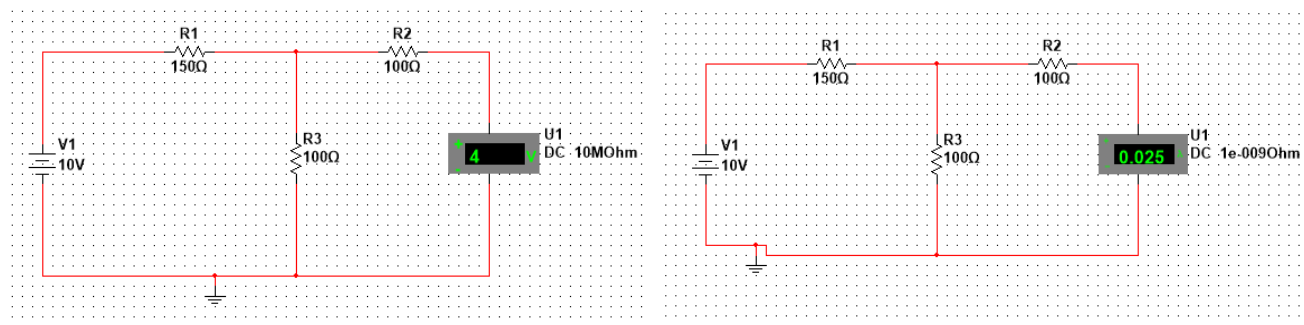 R1
150Ω
R2
100Ω
V1
10V
R3
100Ω
+
4 V
-
U1
DC 10MOhm
R1
150Ω
R2
100Ω
V1
10V
R3
100Ω
0.025
U1
DC 1e-009Ohm